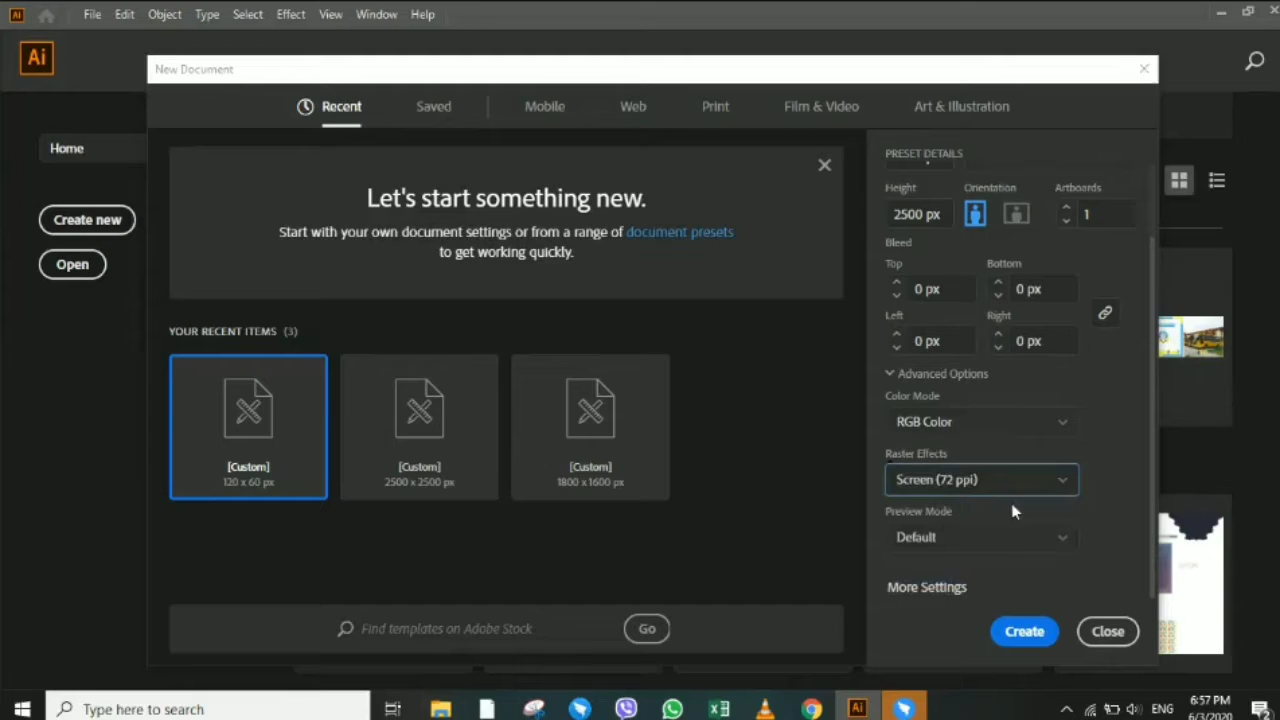 Ai
File Edit Object Type Select Effect View Window Help
Ai
New Document
Recent Saved Mobile Web Print Film & Video Art & Illustration
Home
Create new
Open
Let's start something new.
Start with your own document settings or from a range of document presets
to get working quickly.
YOUR RECENT ITEMS (3)
[Custom]
120 x 60 px
[Custom]
2500 x 2500 px
[Custom]
1800 x 1600 px
Find templates on Adobe Stock Go
PRESET DETAILS
Height Orientation Artboards
2500 px 1
Bleed
Top Bottom
0 px 0 px
Left Right
0 px 0 px
Advanced Options
Color Mode
RGB Color
Raster Effects
Screen (72 ppi)
Preview Mode
Default
More Settings
Create Close
Type here to search
Ai
ENG
6:57 PM
6/3/2020